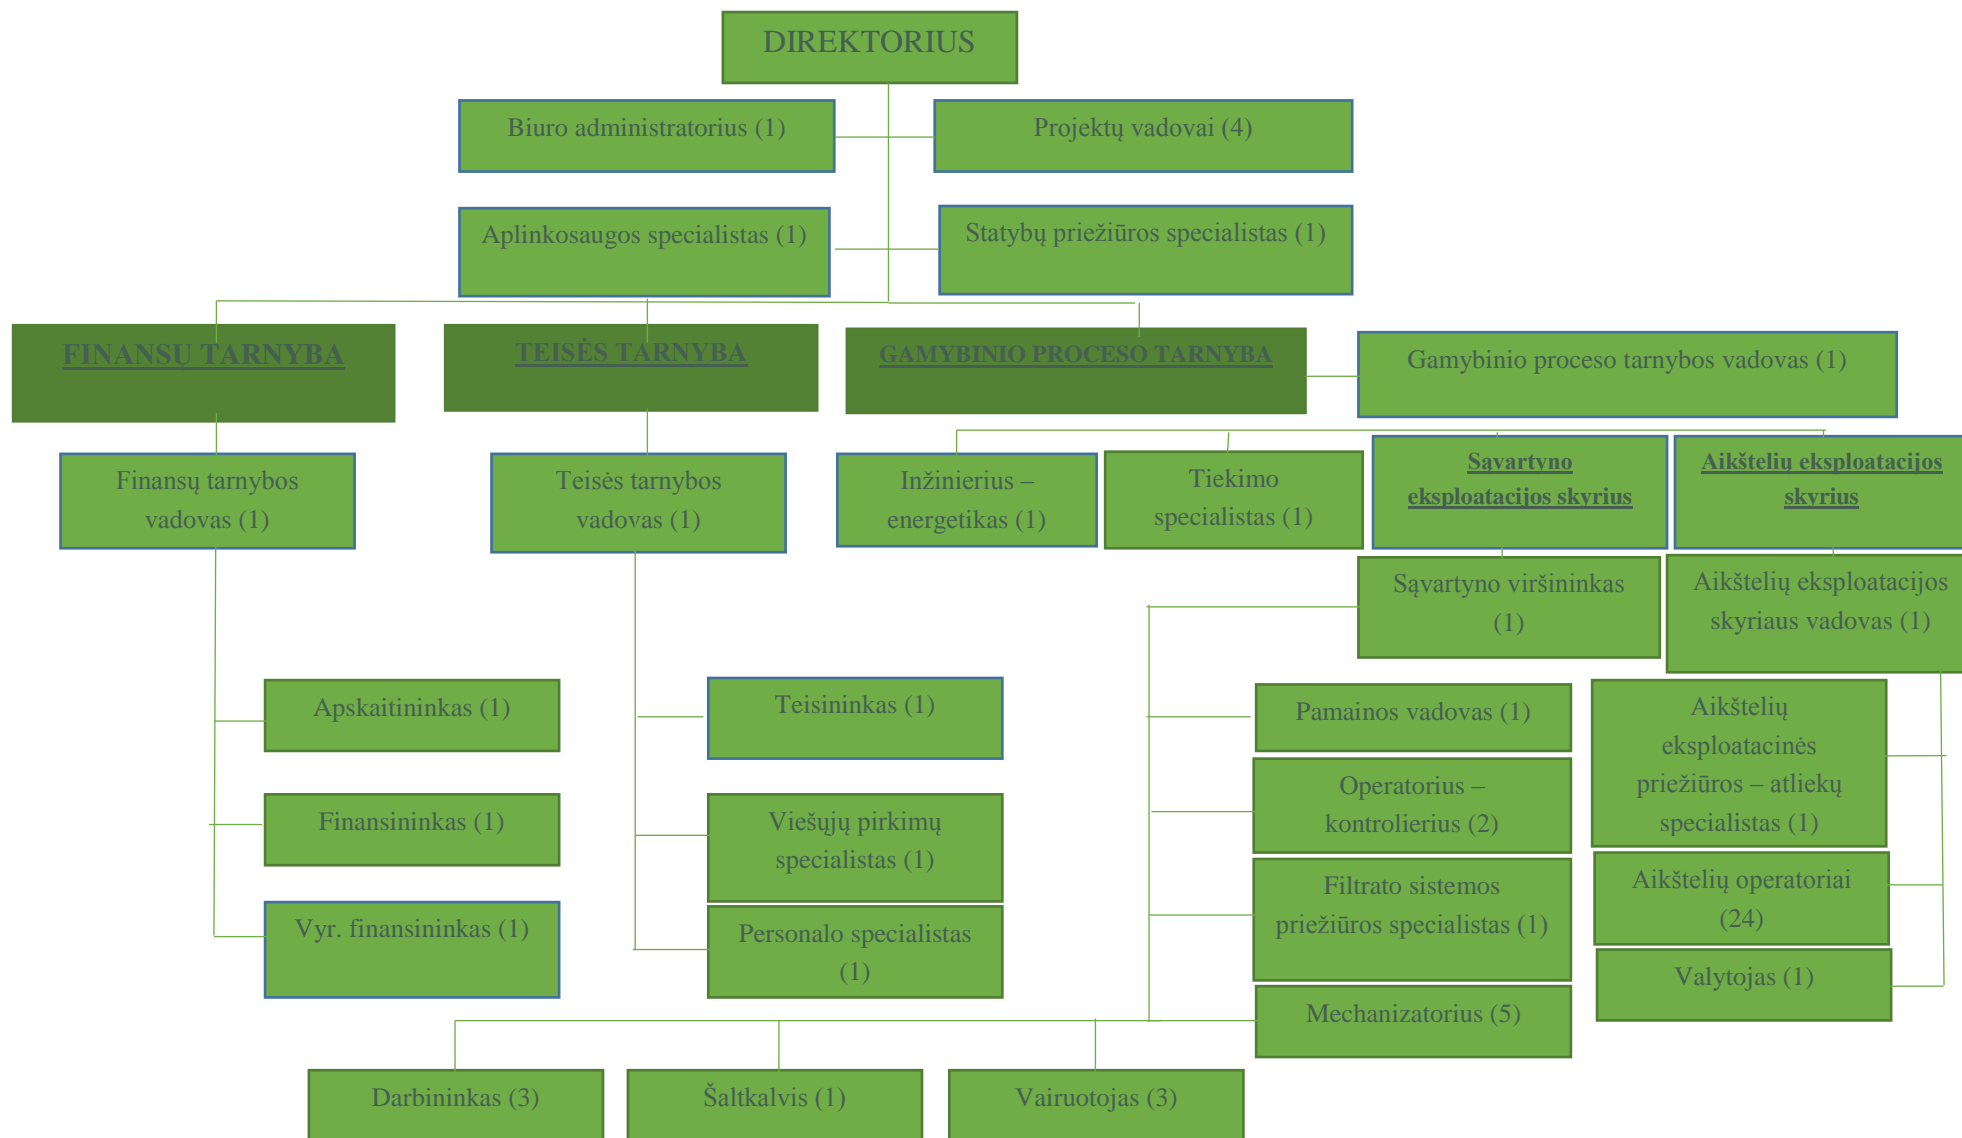 DIREKTORIUS
Biuro administratorius (1)
Projektų vadovai (4)
Aplinkosaugos specialistas (1)
Statybų priežiūros specialistas (1)
FINANSŲ TARNYBA
TEISĖS TARNYBA
GAMYBINIO PROCESO TARNYBA
Gamybinio proceso tarnybos vadovas (1)
Finansų tarnybos
vadovas (1)
Teisės tarnybos
vadovas (1)
Inžinierius –
energetikas (1)
Tiekimo
specialistas (1)
Sąvartyno
eksploatacijos skyrius
Aikštelių eksploatacijos
skyrius
Sąvartyno viršininkas
(1)
Aikštelių eksploatacijos
skyriaus vadovas (1)
Apskaitininkas (1)
Finansininkas (1)
Vyr. finansininkas (1)
Teisininkas (1)
Viešųjų pirkimų
specialistas (1)
Personalo specialistas
(1)
Pamainos vadovas (1)
Operatorius –
kontrolierius (2)
Filtrato sistemos
priežiūros specialistas (1)
Mechanizatorius (5)
Aikštelių
eksploatacinės
priežiūros – atliekų
specialistas (1)
Aikštelių operatoriai
(24)
Valytojas (1)
Darbininkas (3)
Šaltkalvis (1)
Vairuotojas (3)